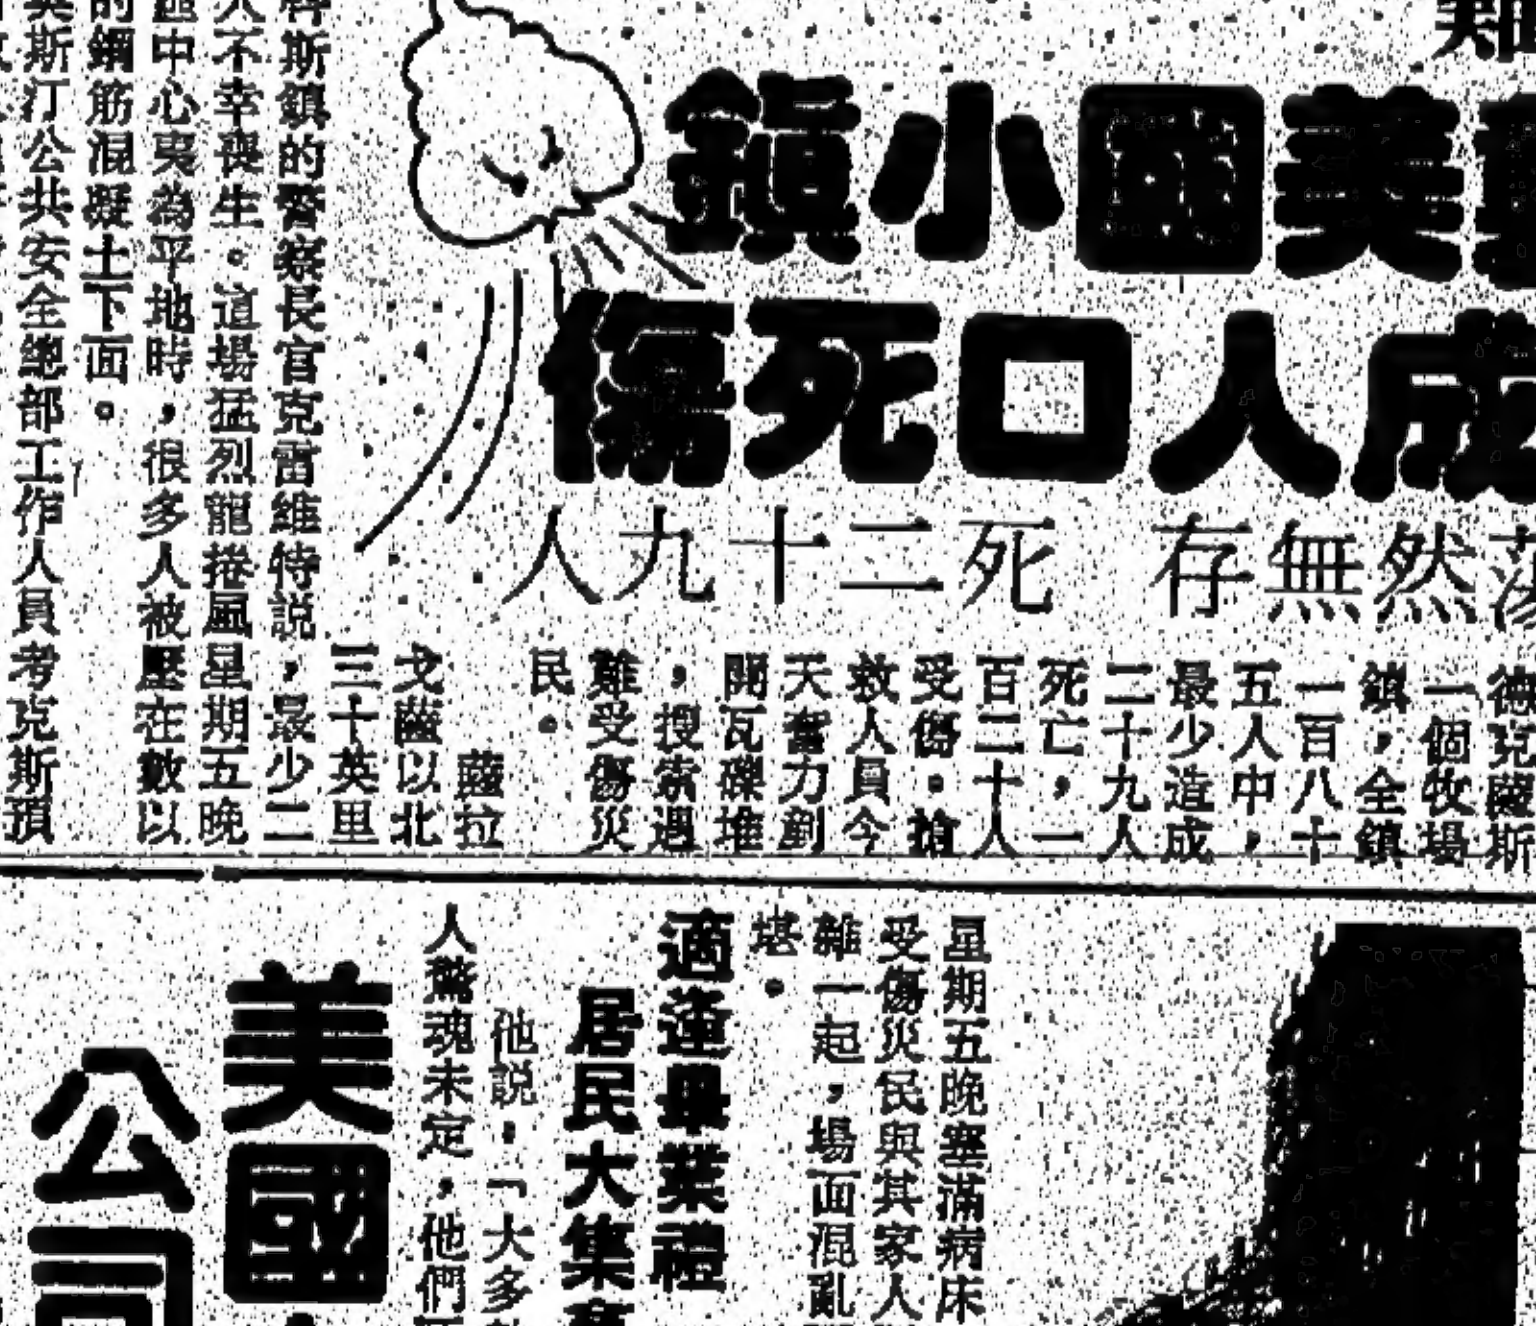 美國小鎮
成人口死傷
然無存 死二十九人
德克薩斯
一個牧場
鎮，全鎮
一百八十
五人中，
最少造成
二十九人
死亡，一
百二十人
受傷。搶
救人員今
天奮力剷
開瓦礫堆
，搜索遇
難受傷災
民。
薩拉
戈薩以北
三十英里
斯鎮的警察長官克雷維特説，最少二
人不幸喪生。這場猛烈龍捲風星期五晚
中心夷為平地時，很多人被壓在數以
的鋼筋混凝土下面。
斯汀公共安全總部工作人員考克斯預
星期五晚塞滿病床
受傷災民與其家人
雜一起，場面混亂
堪。
適逢畢業禮
居民大集
他説：「大多
人驚魂未定，他們
美國
公司